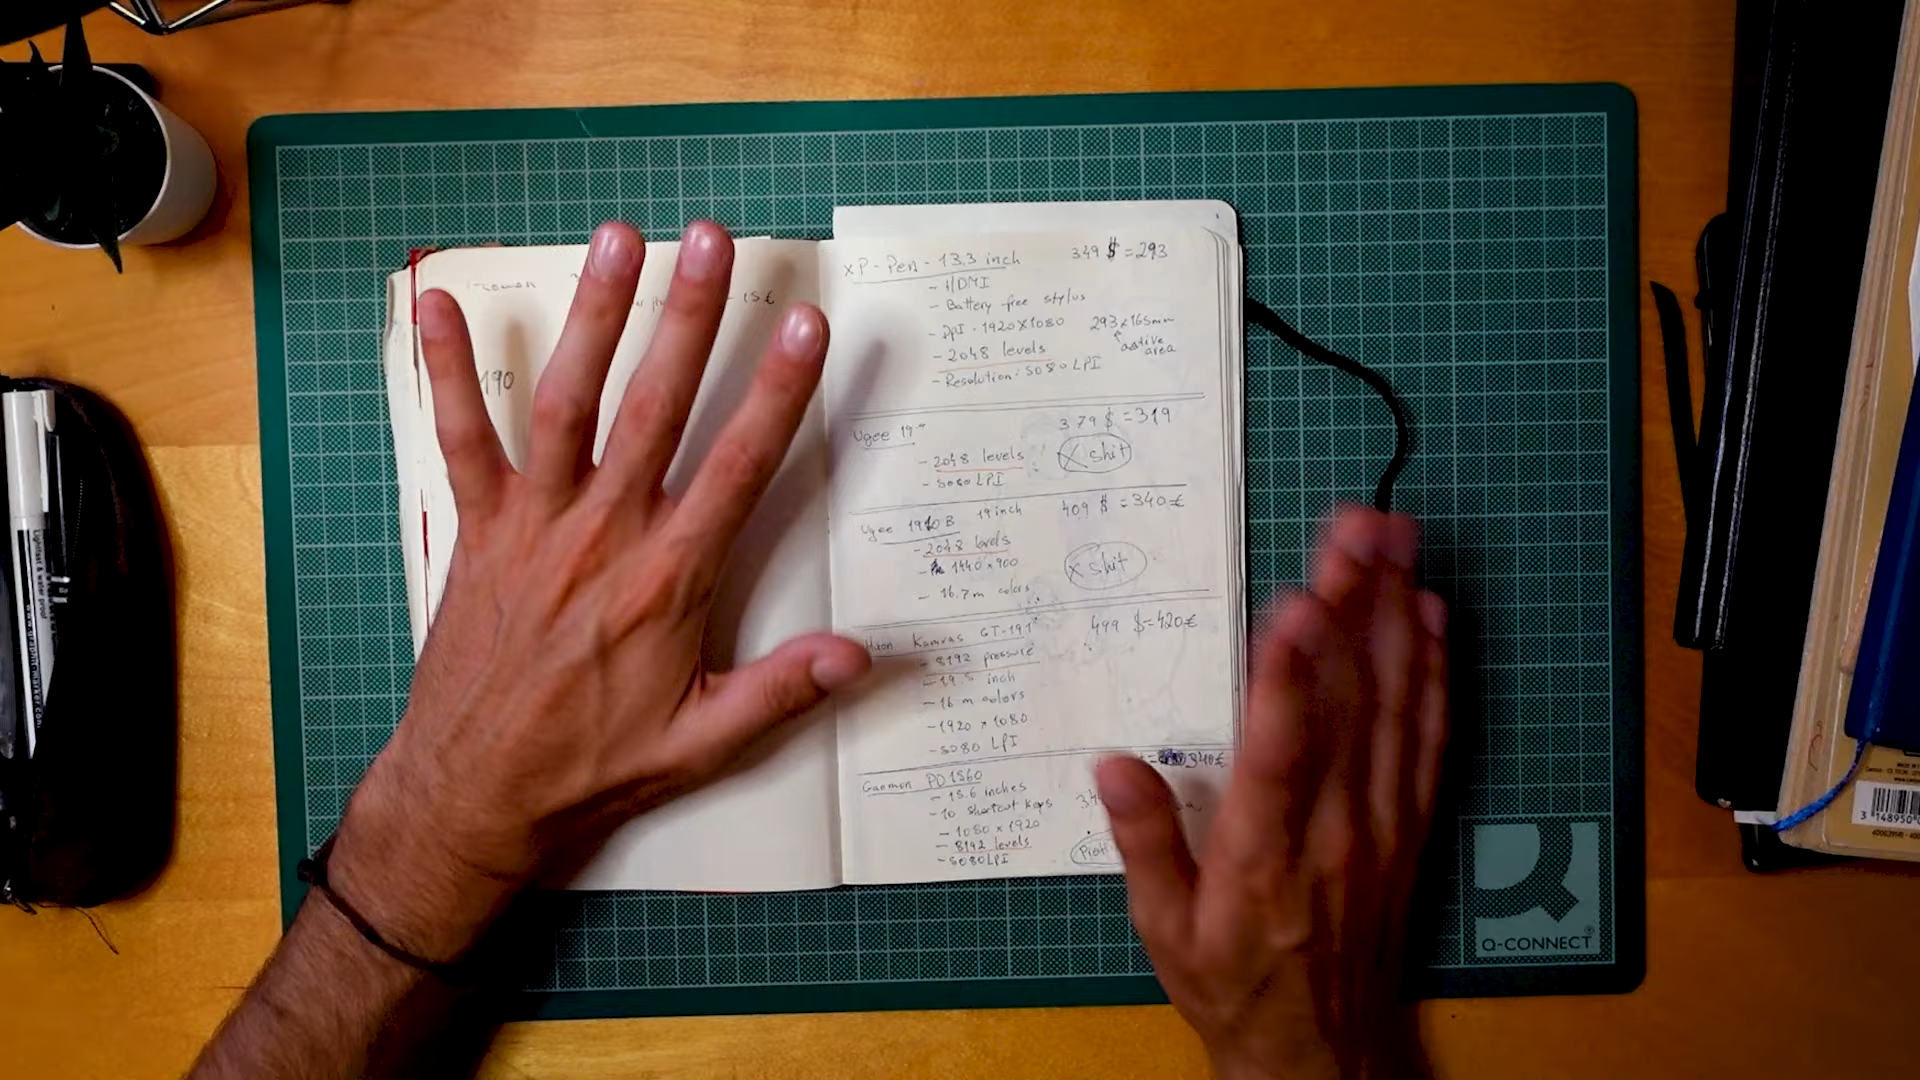 15 €
190
XP-Pen - 13.3 inch 349 $ = 293
- HDMI
- Battery free stylus
- DPI - 1920x1080 293x165mm
active
area
- 2048 levels
- Resolution: 5080 LPI
Ugee 19" 379 $ = 319
- 2048 levels X shit
- 5080 LPI
Ugee 1910B 19 inch 409 $ = 340€
- 2048 levels
- 1440 x 900 X shit
- 16.7m colors
Kamvas GT-191 499 $=420€
- 8192 pressure
- 19.5 inch
- 16 m colors
- 1920 x 1080
- 5080 LPI
Gaomon PD1560 340€
- 15.6 inches
- 10 shortcut keys
- 1080 x 1920
- 8192 levels
- 5080LPI
Q-CONNECT